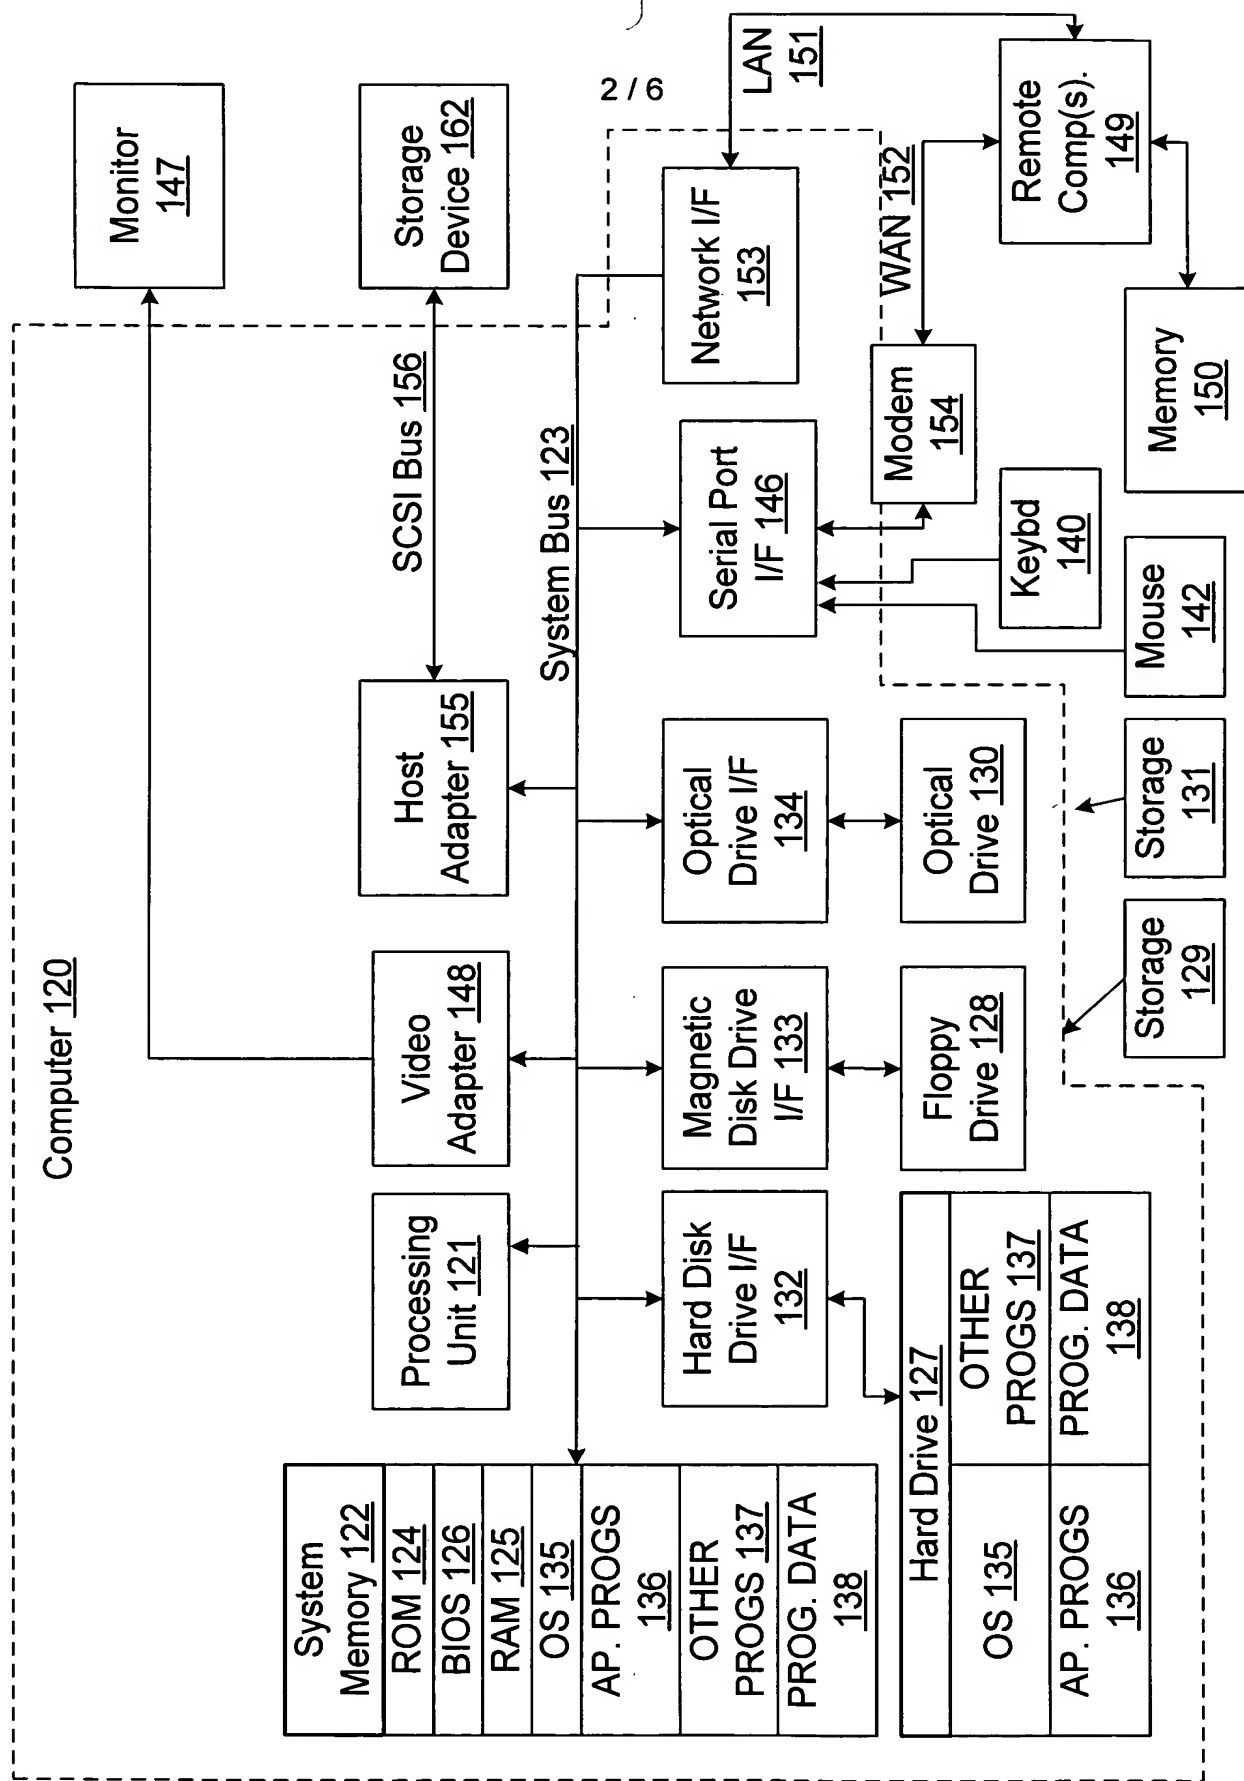 2 / 6
Computer 120
Monitor
147
Storage
Device 162
SCSI Bus 156
System Bus 123
Processing
Unit 121
Video
Adapter 148
Host
Adapter 155
System
Memory 122
ROM 124
BIOS 126
RAM 125
OS 135
AP. PROGS
136
OTHER
PROGS 137
PROG. DATA
138
Hard Disk
Drive I/F
132
Magnetic
Disk Drive
I/F 133
Optical
Drive I/F
134
Serial Port
I/F 146
Network I/F
153
LAN
151
WAN 152
Modem
154
Remote
Comp(s).
149
Memory
150
Keybd
140
Mouse
142
Storage
131
Storage
129
Optical
Drive 130
Floppy
Drive 128
Hard Drive 127
OS 135
OTHER
PROGS 137
AP. PROGS
136
PROG. DATA
138